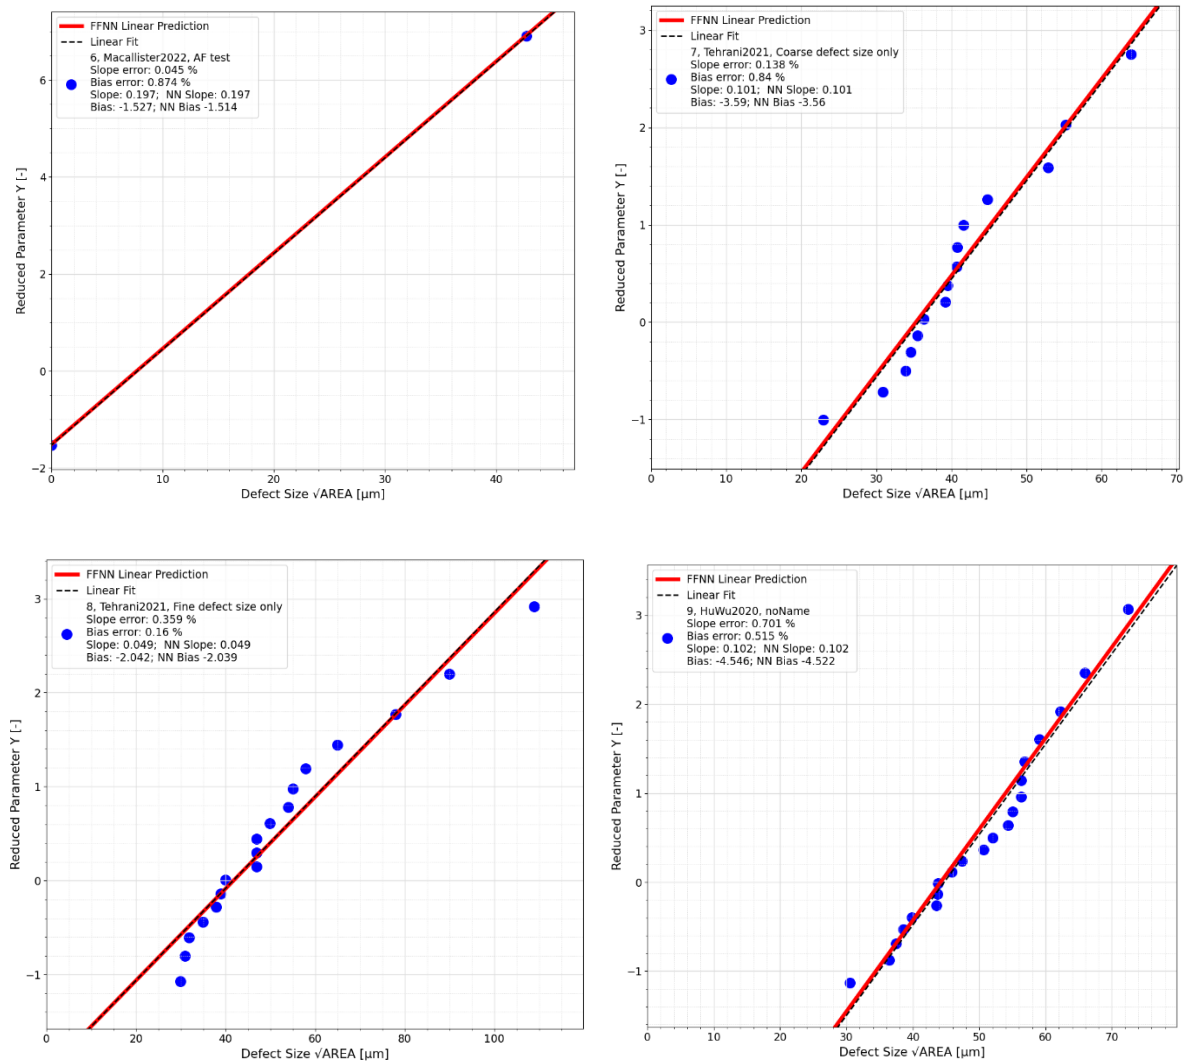 FFNN Linear Prediction
Linear Fit
6, Macallister2022, AF test
Slope error: 0.045 %
Bias error: 0.874 %
Slope: 0.197;  NN Slope: 0.197
Bias: -1.527; NN Bias -1.514
6
4
2
0
−2
Reduced Parameter Y [-]
0 10 20 30 40
Defect Size √AREA [μm]
FFNN Linear Prediction
Linear Fit
7, Tehrani2021, Coarse defect size only
Slope error: 0.138 %
Bias error: 0.84 %
Slope: 0.101;  NN Slope: 0.101
Bias: -3.59; NN Bias -3.56
3
2
1
0
−1
Reduced Parameter Y [-]
0 10 20 30 40 50 60 70
Defect Size √AREA [μm]
FFNN Linear Prediction
Linear Fit
8, Tehrani2021, Fine defect size only
Slope error: 0.359 %
Bias error: 0.16 %
Slope: 0.049;  NN Slope: 0.049
Bias: -2.042; NN Bias -2.039
3
2
1
0
−1
Reduced Parameter Y [-]
0 20 40 60 80 100
Defect Size √AREA [μm]
FFNN Linear Prediction
Linear Fit
9, HuWu2020, noName
Slope error: 0.701 %
Bias error: 0.515 %
Slope: 0.102;  NN Slope: 0.102
Bias: -4.546; NN Bias -4.522
3
2
1
0
−1
Reduced Parameter Y [-]
0 10 20 30 40 50 60 70
Defect Size √AREA [μm]